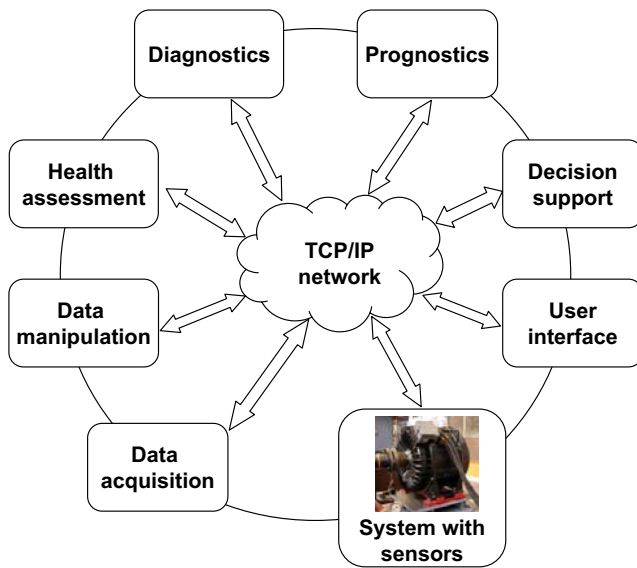 Diagnostics
Prognostics
Health
assessment
Decision
support
TCP/IP
network
Data
manipulation
User
interface
Data
acquisition
System with
sensors